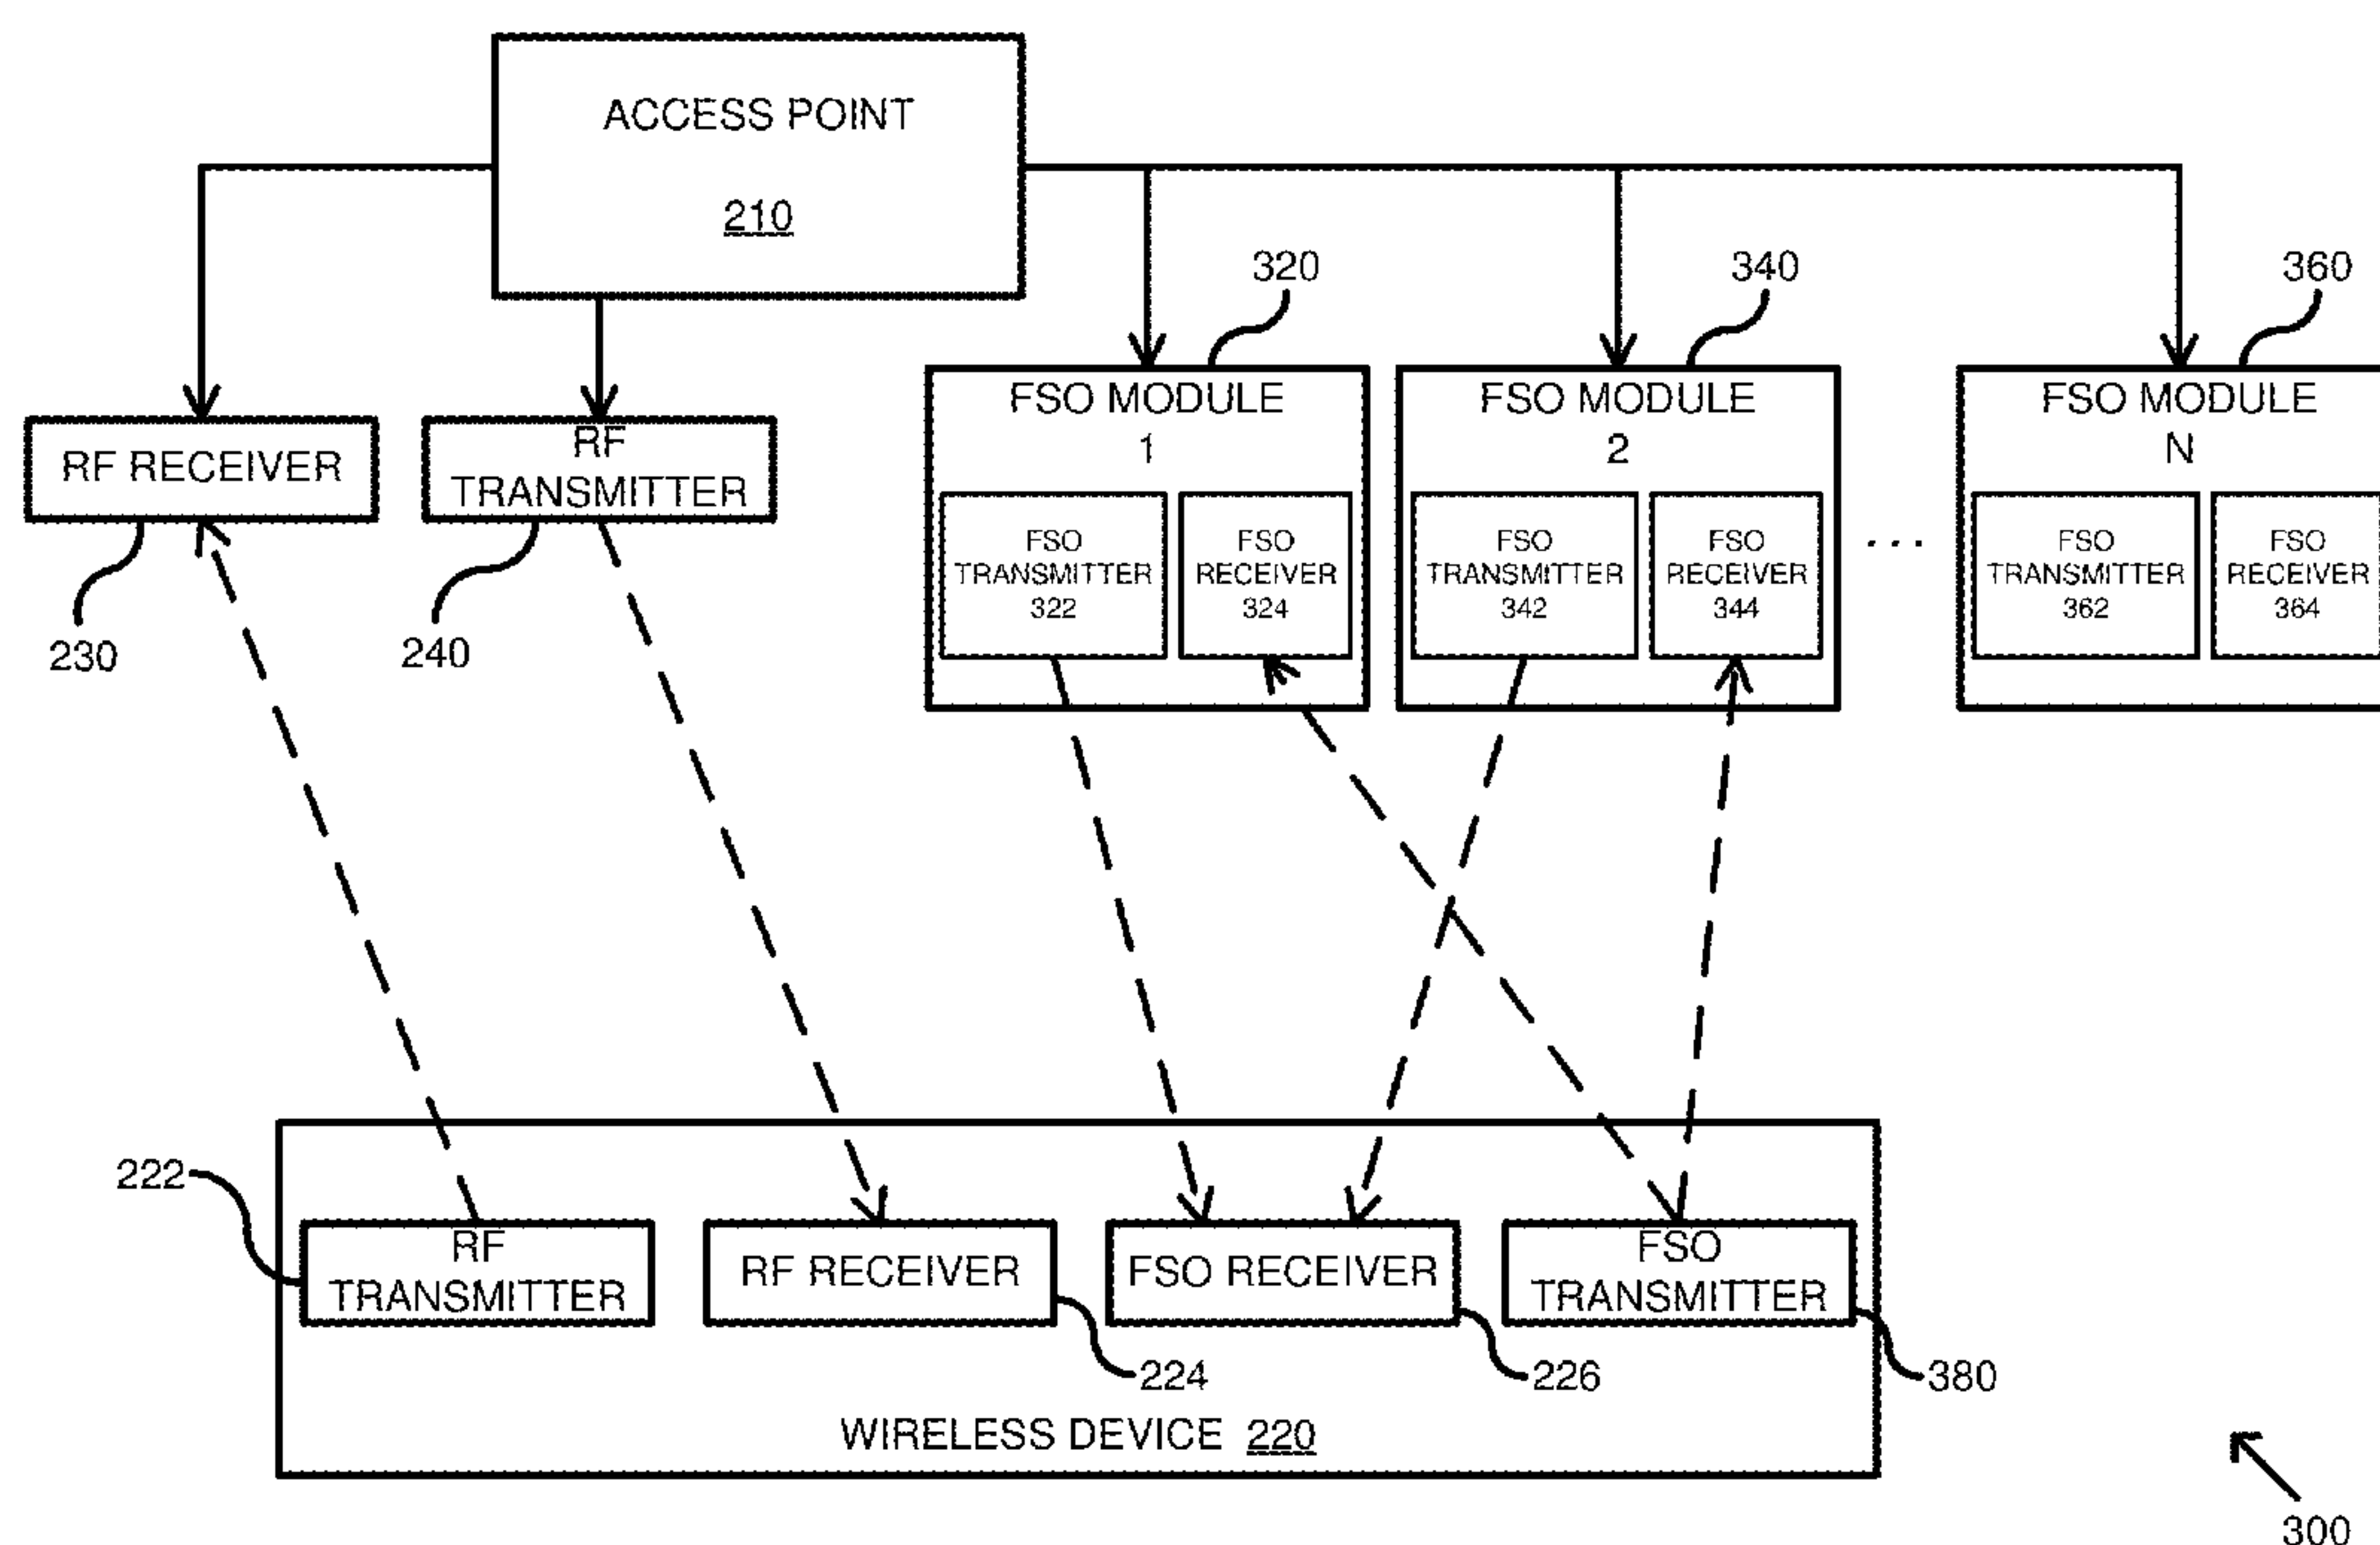 ACCESS POINT
210
320
340
360
FSO MODULE
1
FSO MODULE
2
FSO MODULE
N
RF RECEIVER
RF
TRANSMITTER
FSO
TRANSMITTER
322
FSO
RECEIVER
324
FSO
TRANSMITTER
342
FSO
RECEIVER
344
. . .
FSO
TRANSMITTER
362
FSO
RECEIVER
364
230
240
222
RF
TRANSMITTER
RF RECEIVER
FSO RECEIVER
FSO
TRANSMITTER
224
226
380
WIRELESS DEVICE 220
300